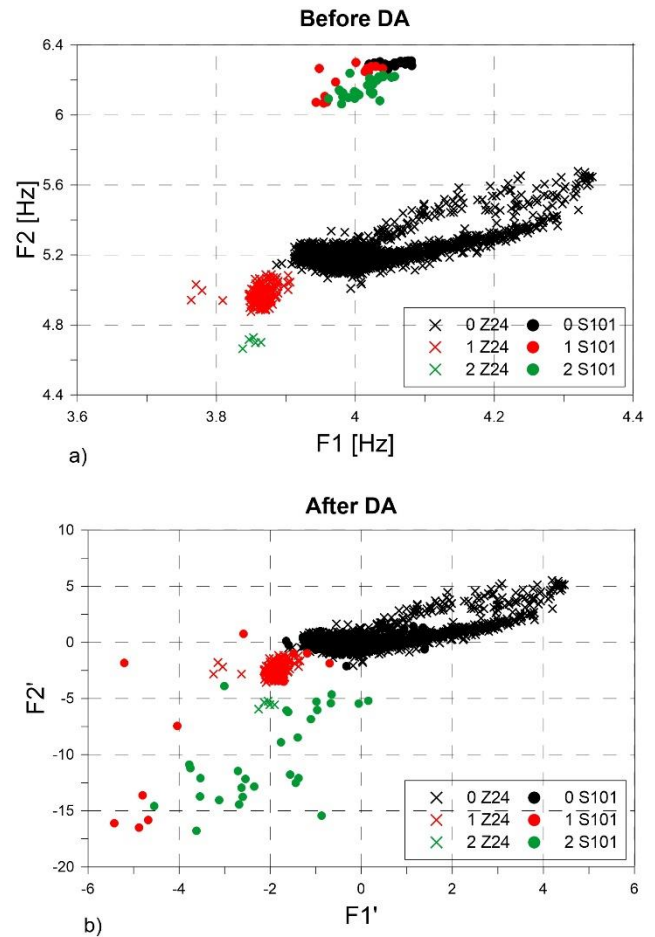 Before DA
6.4
6
5.6
5.2
4.8
4.4
F2 [Hz]
0 Z24 0 S101
1 Z24 1 S101
2 Z24 2 S101
3.6 3.8 4 4.2 4.4
F1 [Hz]
a)
After DA
10
5
0
-5
-10
-15
-20
F2'
0 Z24 0 S101
1 Z24 1 S101
2 Z24 2 S101
-6 -4 -2 0 2 4 6
F1'
b)